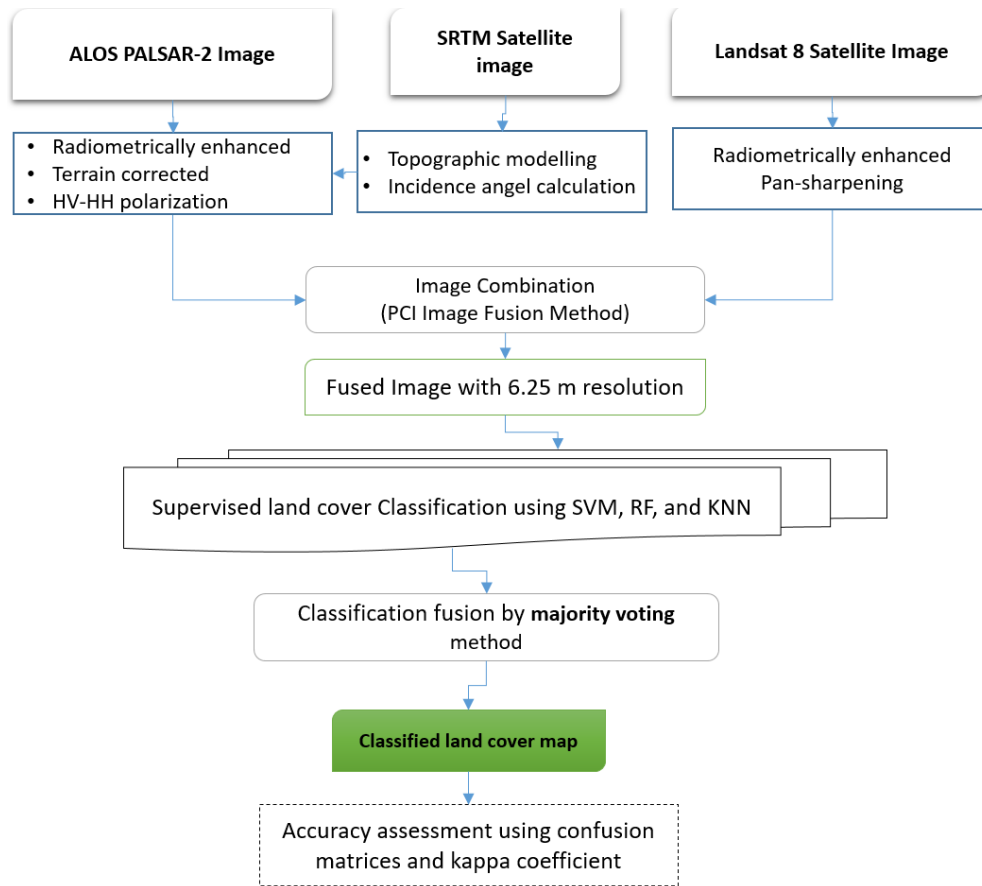 ALOS PALSAR-2 Image
SRTM Satellite
image
Landsat 8 Satellite Image
• Radiometrically enhanced
• Terrain corrected
• HV-HH polarization
• Topographic modelling
• Incidence angel calculation
Radiometrically enhanced
Pan-sharpening
Image Combination
(PCI Image Fusion Method)
Fused Image with 6.25 m resolution
Supervised land cover Classification using SVM, RF, and KNN
Classification fusion by majority voting
method
Classified land cover map
Accuracy assessment using confusion
matrices and kappa coefficient